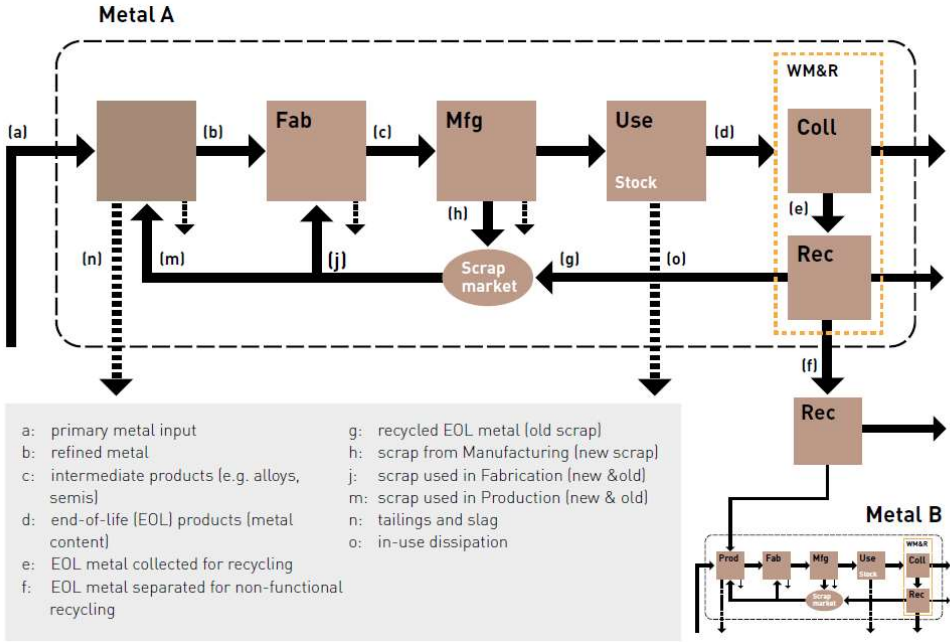 Metal A
WM&R
(a)
(b)
Fab
(c)
Mfg
Use
Stock
(d)
Coll
(h)
(e)
(n)
(m)
(j)
Scrap
market
(g)
(o)
Rec
(f)
Rec
a: primary metal input
b: refined metal
c: intermediate products (e.g. alloys,
semis)
d: end-of-life (EOL) products (metal
content)
e: EOL metal collected for recycling
f: EOL metal separated for non-functional
recycling
g: recycled EOL metal (old scrap)
h: scrap from Manufacturing (new scrap)
j: scrap used in Fabrication (new &old)
m: scrap used in Production (new & old)
n: tailings and slag
o: in-use dissipation
Metal B
WM&R
Prod
Fab
Mfg
Use
Stock
Coll
Scrap
market
Rec